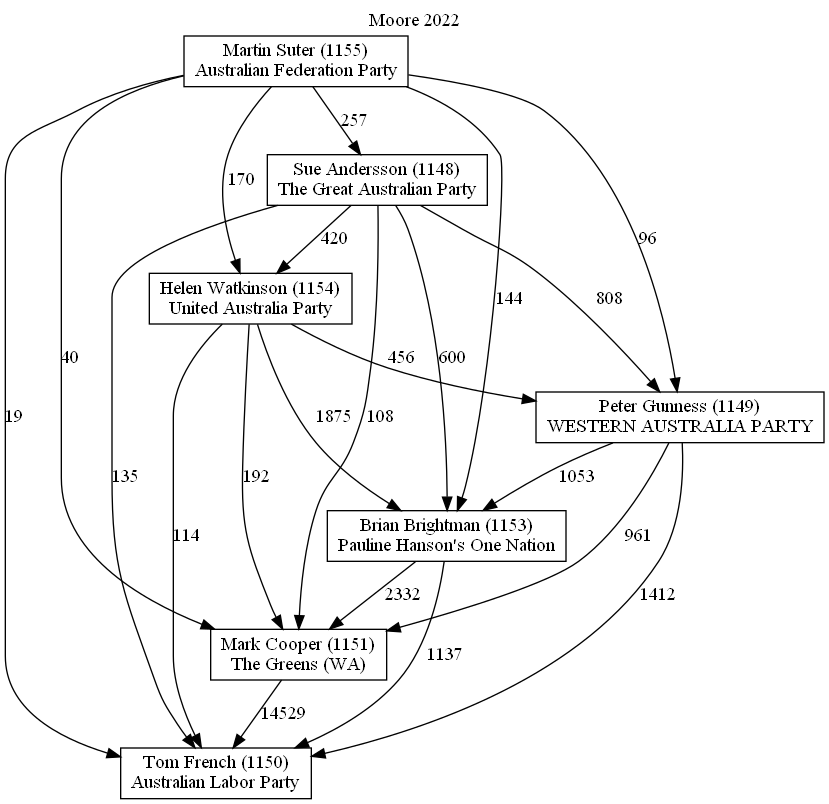 Moore 2022
Martin Suter (1155)
Australian Federation Party
257
Sue Andersson (1148)
The Great Australian Party
170
420
96
Helen Watkinson (1154)
United Australia Party
144
808
40
456
600
19
1875
108
Peter Gunness (1149)
WESTERN AUSTRALIA PARTY
135
192
1053
114
Brian Brightman (1153)
Pauline Hanson's One Nation
961
2332
1412
Mark Cooper (1151)
The Greens (WA)
1137
14529
Tom French (1150)
Australian Labor Party